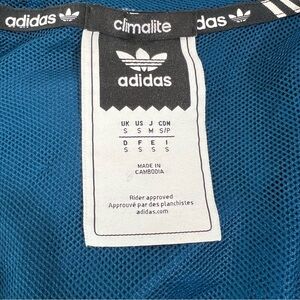 adidas
climalite
adidas
adidas
UK US J CDN
S S M S/P
D F E I
S S S S
MADE IN
CAMBODIA
Rider approved
Approuvé par des planchistes
adidas.com